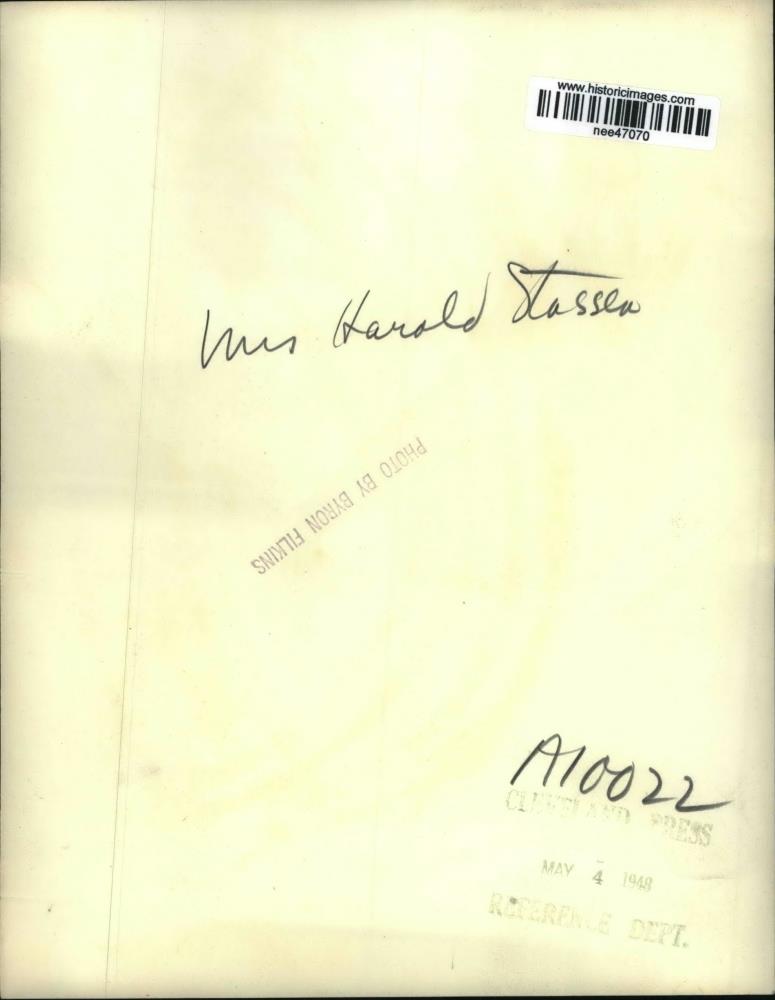 www.historicimages.com
nee47070
Mrs Harold Stassen
PHOTO BY BYRON FILKINS
A10022
CLEVELAND PRESS
MAY 4 1948
REFERENCE DEPT.